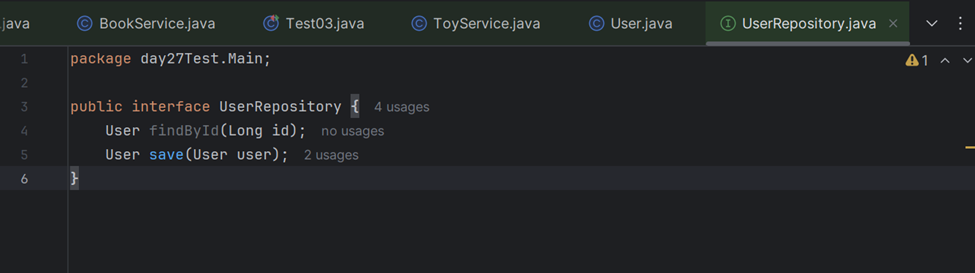 .java BookService.java Test03.java ToyService.java User.java UserRepository.java
1 package day27Test.Main; 1
2
3 public interface UserRepository { 4 usages
4 User findById(Long id); no usages
5 User save(User user); 2 usages
6 }